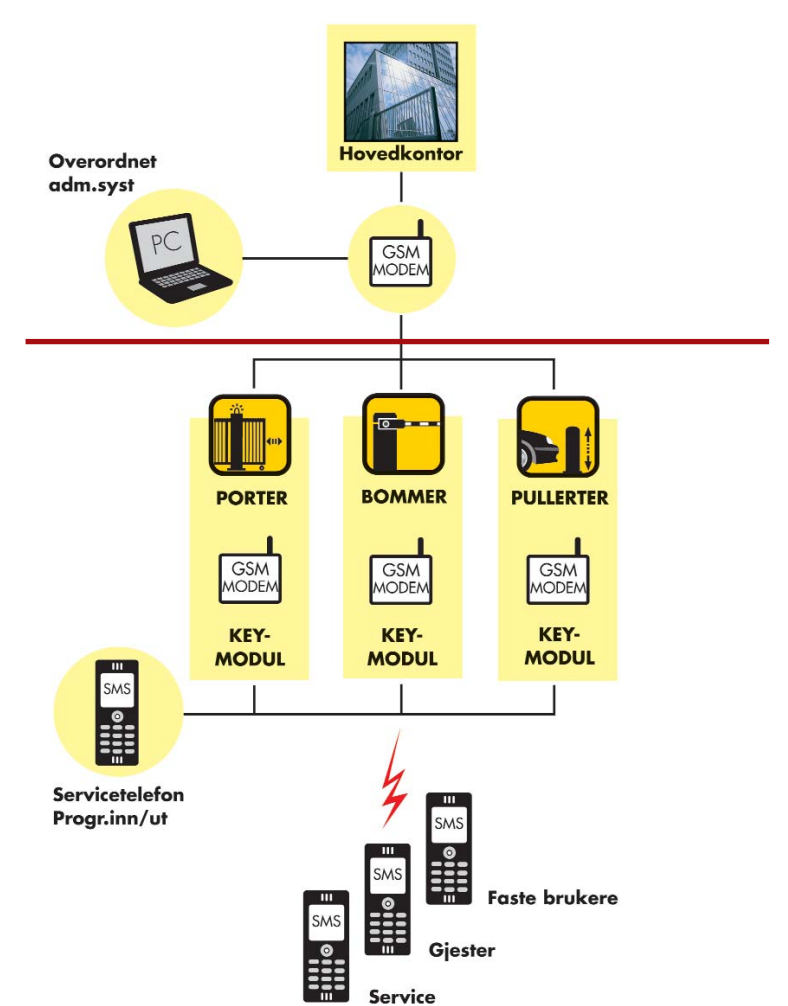 Hovedkontor
Overordnet
adm.syst
PC
GSM
MODEM
PORTER
BOMMER
PULLERTER
GSM
MODEM
GSM
MODEM
GSM
MODEM
KEY-
MODUL
KEY-
MODUL
KEY-
MODUL
SMS
Servicetelefon
Progr.inn/ut
SMS
Faste brukere
SMS
Gjester
SMS
Service